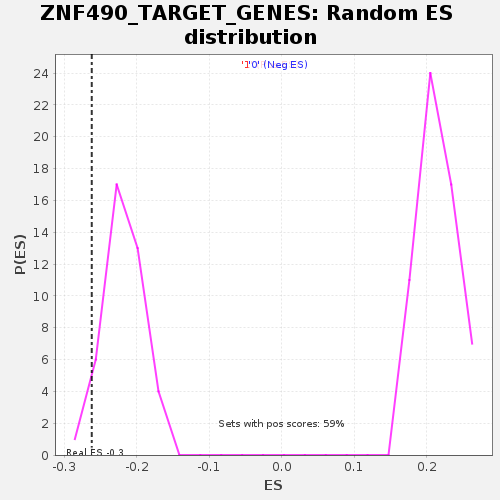 ZNF490_TARGET_GENES: Random ES
distribution
'1'0' (Neg ES)
24
22
20
18
16
14
12
10
8
6
4
2
0
P(ES)
Sets with pos scores: 59%
Real ES -0.3
-0.3 -0.2 -0.1 0.0 0.1 0.2
ES